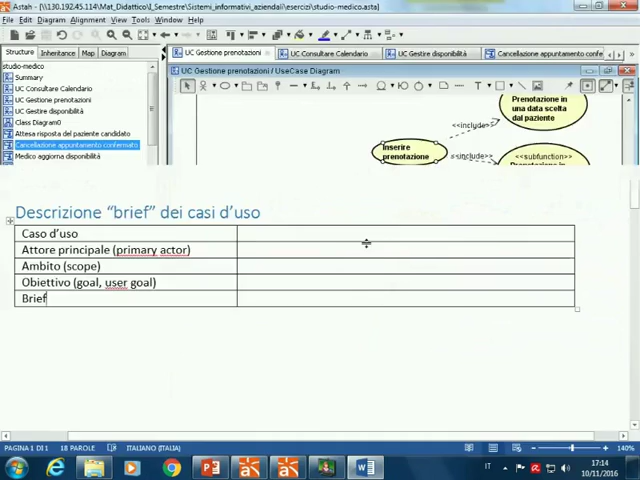 Astah - [\\130.192.45.114\Mat_Didattico\I_Semestre\Sistemi_informativi_aziendali\esercizi\studio-medico.asta]
File Edit Diagram Alignment View Tools Window Help
Structure Inheritance Map Diagram
UC Gestione prenotazioni UC Consultare Calendario UC Gestire disponibilità Cancellazione appuntamento confe
studio-medico
Summary
UC Consultare Calendario
UC Gestione prenotazioni
UC Gestire disponibilità
Class Diagram0
Attesa risposta del paziente candidato
Cancellazione appuntamento confermato
Medico aggiorna disponibilità
UC Gestione prenotazioni / UseCase Diagram
Prenotazione in
una data scelta
dal paziente
<<include>>
Inserire
prenotazione
<<include>>
<<subfunction>>
Descrizione “brief” dei casi d’uso
Caso d’uso
Attore principale (primary actor)
Ambito (scope)
Obiettivo (goal, user goal)
Brief
PAGINA 1 DI 1 18 PAROLE ITALIANO (ITALIA) 140%
IT 17:14
10/11/2016